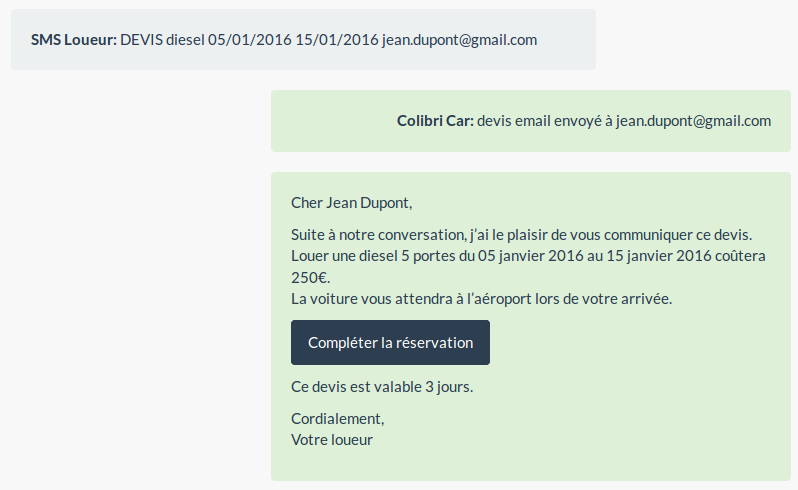 SMS Loueur: DEVIS diesel 05/01/2016 15/01/2016 jean.dupont@gmail.com
Colibri Car: devis email envoyé à jean.dupont@gmail.com
Cher Jean Dupont,
Suite à notre conversation, j’ai le plaisir de vous communiquer ce devis.
Louer une diesel 5 portes du 05 janvier 2016 au 15 janvier 2016 coûtera
250€.
La voiture vous attendra à l’aéroport lors de votre arrivée.
Compléter la réservation
Ce devis est valable 3 jours.
Cordialement,
Votre loueur